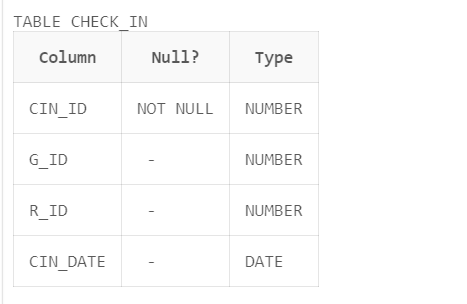 TABLE CHECK_IN
Column Null? Type
CIN_ID NOT NULL NUMBER
G_ID - NUMBER
R_ID - NUMBER
CIN_DATE - DATE